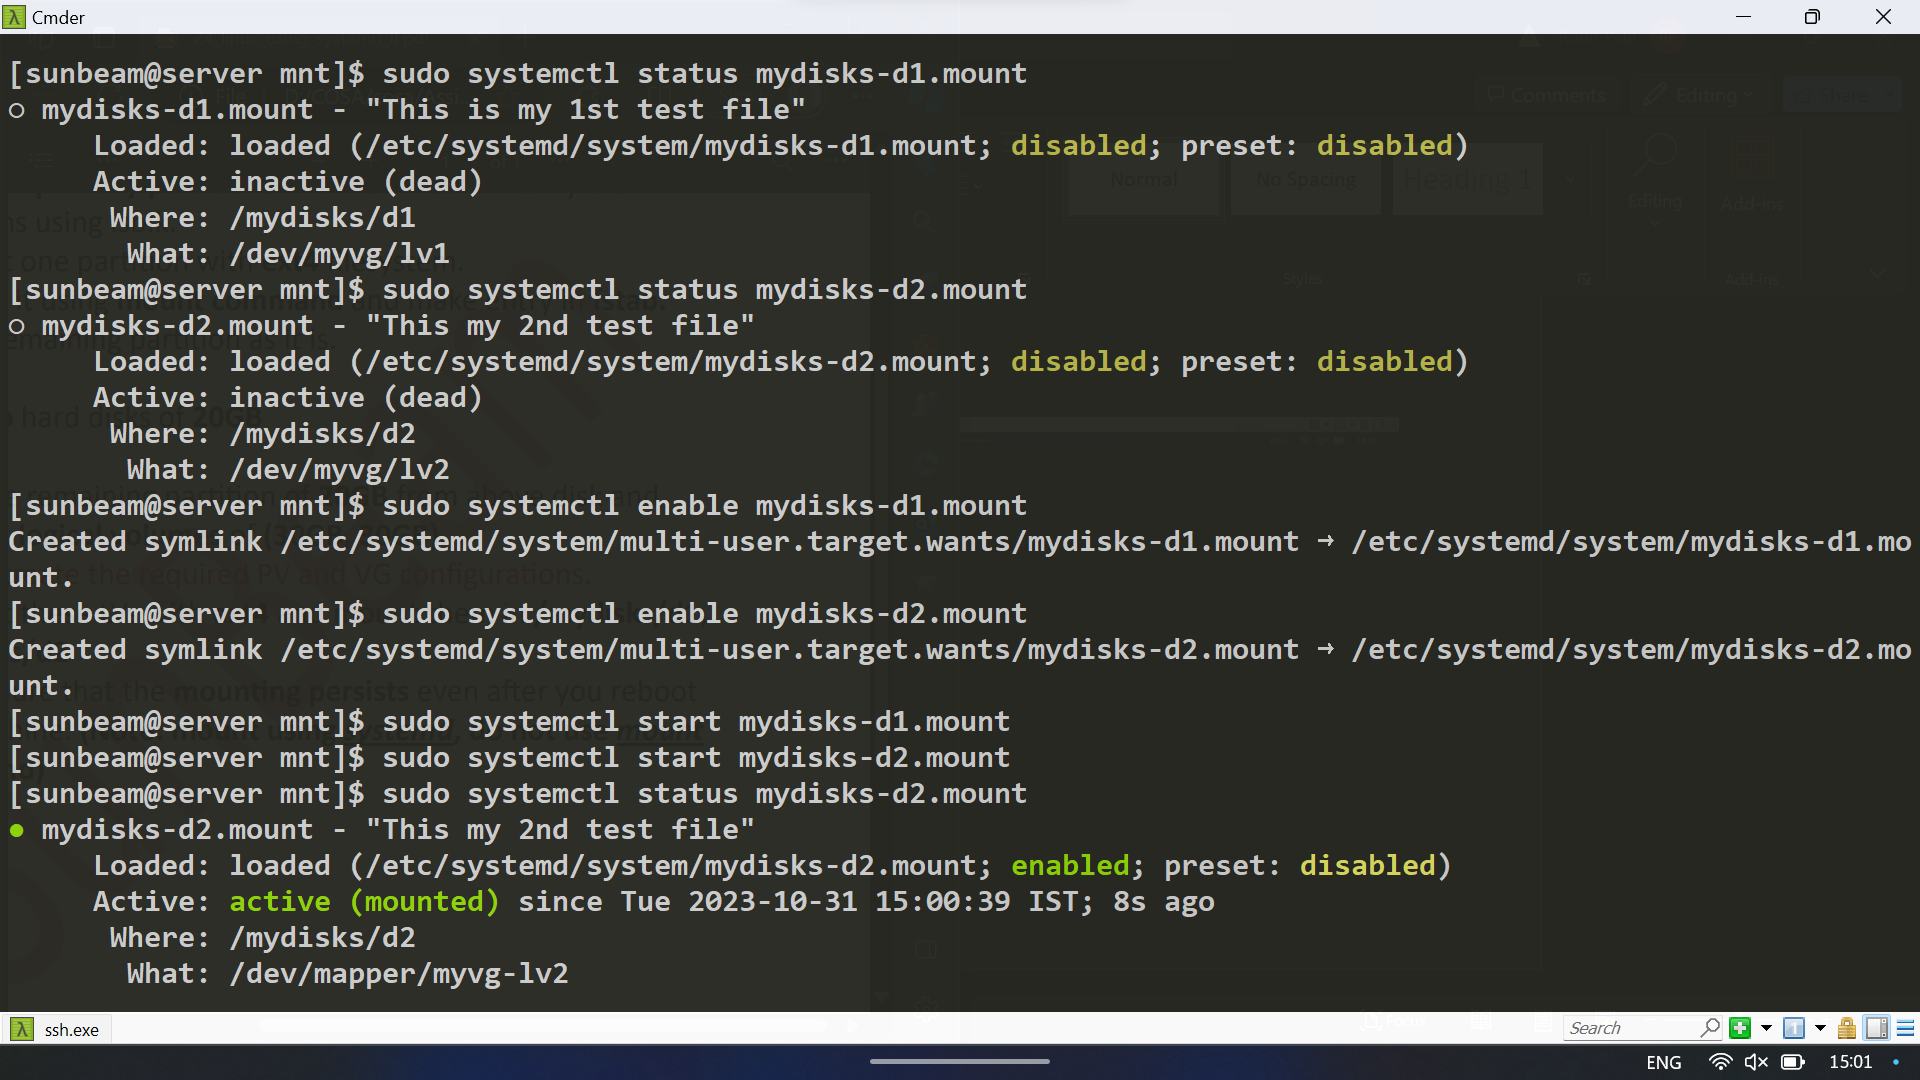 Cmder
[sunbeam@server mnt]$ sudo systemctl status mydisks-d1.mount
○ mydisks-d1.mount - "This is my 1st test file"
Loaded: loaded (/etc/systemd/system/mydisks-d1.mount; disabled; preset: disabled)
Active: inactive (dead)
Where: /mydisks/d1
What: /dev/myvg/lv1
[sunbeam@server mnt]$ sudo systemctl status mydisks-d2.mount
○ mydisks-d2.mount - "This my 2nd test file"
Loaded: loaded (/etc/systemd/system/mydisks-d2.mount; disabled; preset: disabled)
Active: inactive (dead)
Where: /mydisks/d2
What: /dev/myvg/lv2
[sunbeam@server mnt]$ sudo systemctl enable mydisks-d1.mount
Created symlink /etc/systemd/system/multi-user.target.wants/mydisks-d1.mount → /etc/systemd/system/mydisks-d1.mo
unt.
[sunbeam@server mnt]$ sudo systemctl enable mydisks-d2.mount
Created symlink /etc/systemd/system/multi-user.target.wants/mydisks-d2.mount → /etc/systemd/system/mydisks-d2.mo
unt.
[sunbeam@server mnt]$ sudo systemctl start mydisks-d1.mount
[sunbeam@server mnt]$ sudo systemctl start mydisks-d2.mount
[sunbeam@server mnt]$ sudo systemctl status mydisks-d2.mount
● mydisks-d2.mount - "This my 2nd test file"
Loaded: loaded (/etc/systemd/system/mydisks-d2.mount; enabled; preset: disabled)
Active: active (mounted) since Tue 2023-10-31 15:00:39 IST; 8s ago
Where: /mydisks/d2
What: /dev/mapper/myvg-lv2
ssh.exe
Search
ENG 15:01